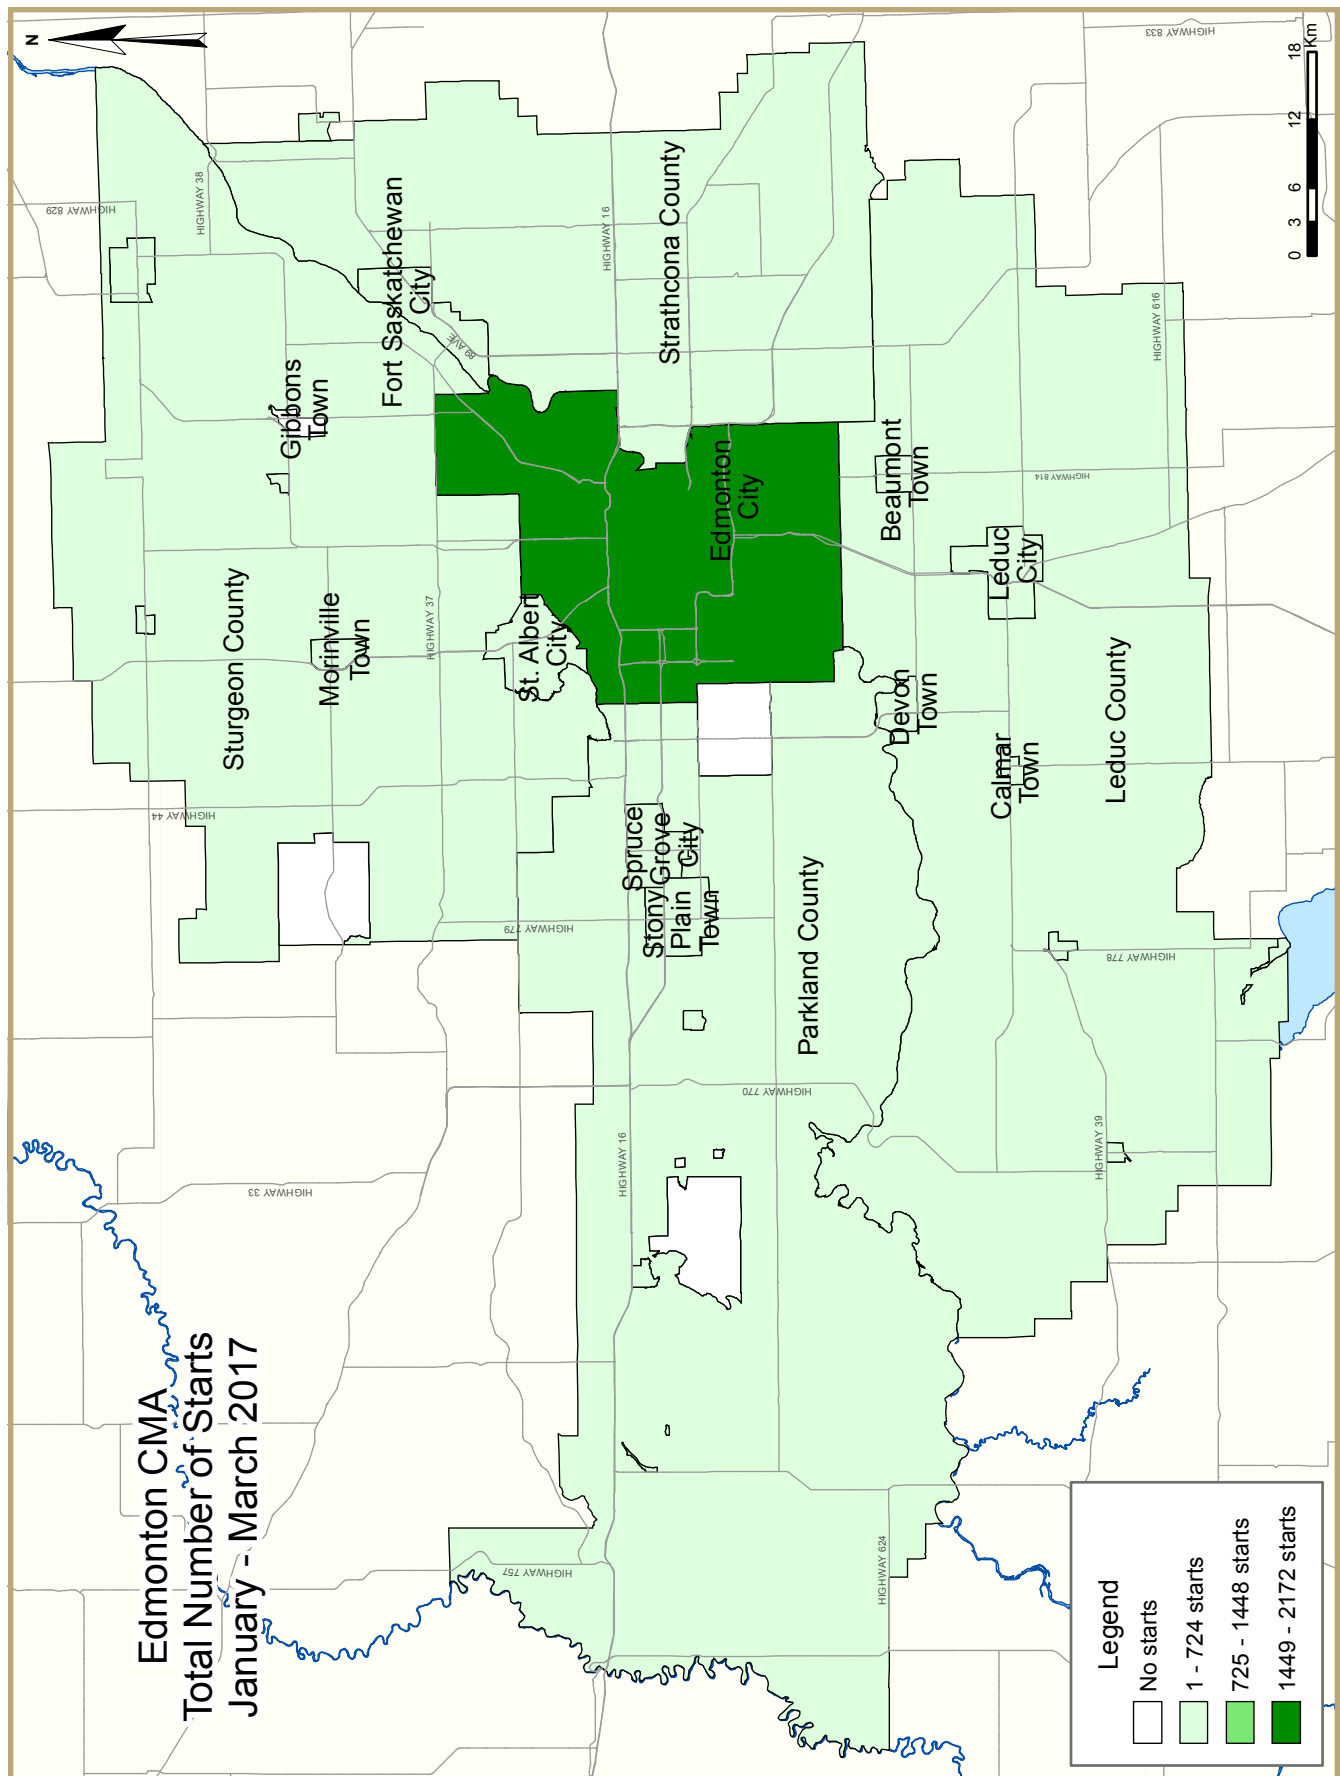 Edmonton CMA
Total Number of Starts
January - March 2017
N
HIGHWAY 833
HIGHWAY 829
HIGHWAY 38
Fort Saskatchewan
City
89 AVE
HIGHWAY 16
Strathcona County
Gibbons
Town
Sturgeon County
Morinville
Town
HIGHWAY 37
St. Albert
City
Edmonton
City
Beaumont
Town
HIGHWAY 814
HIGHWAY 616
Leduc
City
Leduc County
Devon
Town
Calmar
Town
HIGHWAY 44
Spruce
Grove
City
Stony
Plain
Town
HIGHWAY 779
Parkland County
HIGHWAY 778
HIGHWAY 770
HIGHWAY 39
HIGHWAY 16
HIGHWAY 33
HIGHWAY 757
HIGHWAY 624
Legend
No starts
1 - 724 starts
725 - 1448 starts
1449 - 2172 starts
0 3 6 12 18
Km